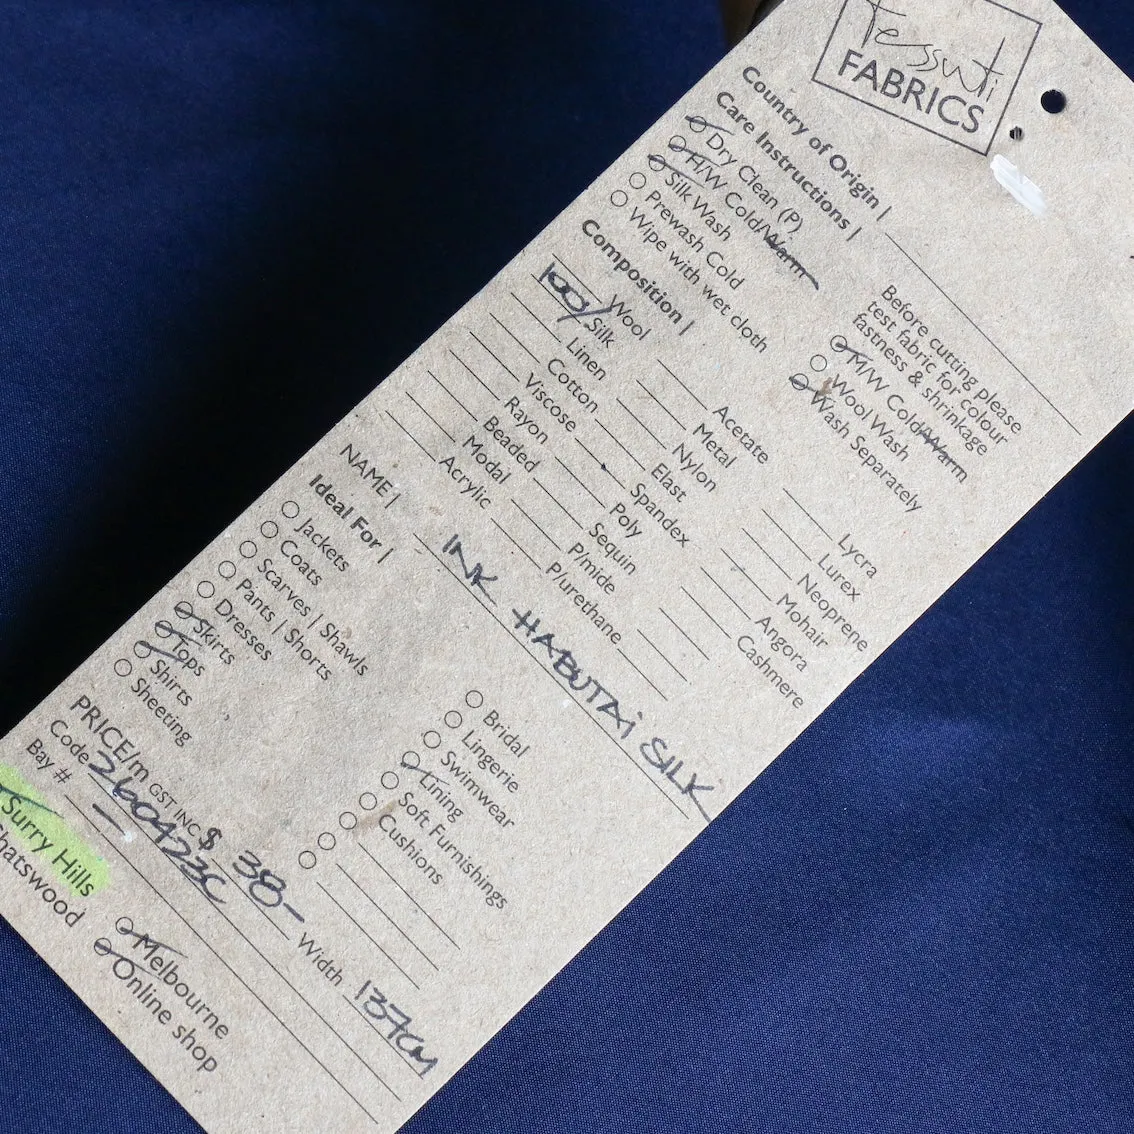 Tessuti
FABRICS
Country of Origin |
Care Instructions |
Dry Clean (P)
H/W Cold/Warm
Silk Wash
Prewash Cold
Wipe with wet cloth
Before cutting please
test fabric for colour
fastness & shrinkage
M/W Cold/Warm
Wool Wash
Wash Separately
Composition |
Wool
100% Silk
Linen
Cotton
Viscose
Rayon
Beaded
Modal
Acrylic
Acetate
Metal
Nylon
Elast
Spandex
Poly
Sequin
P/mide
P/urethane
Lycra
Lurex
Neoprene
Mohair
Angora
Cashmere
NAME | INK HABUTAI SILK
Ideal For |
Jackets
Coats
Scarves | Shawls
Pants | Shorts
Dresses
Skirts
Tops
Shirts
Sheeting
Bridal
Lingerie
Swimwear
Lining
Soft Furnishings
Cushions
PRICE/m GST INC $ 38- Width 137cm
Code 260423C
Bay #
Surry Hills
Chatswood
Melbourne
Online shop